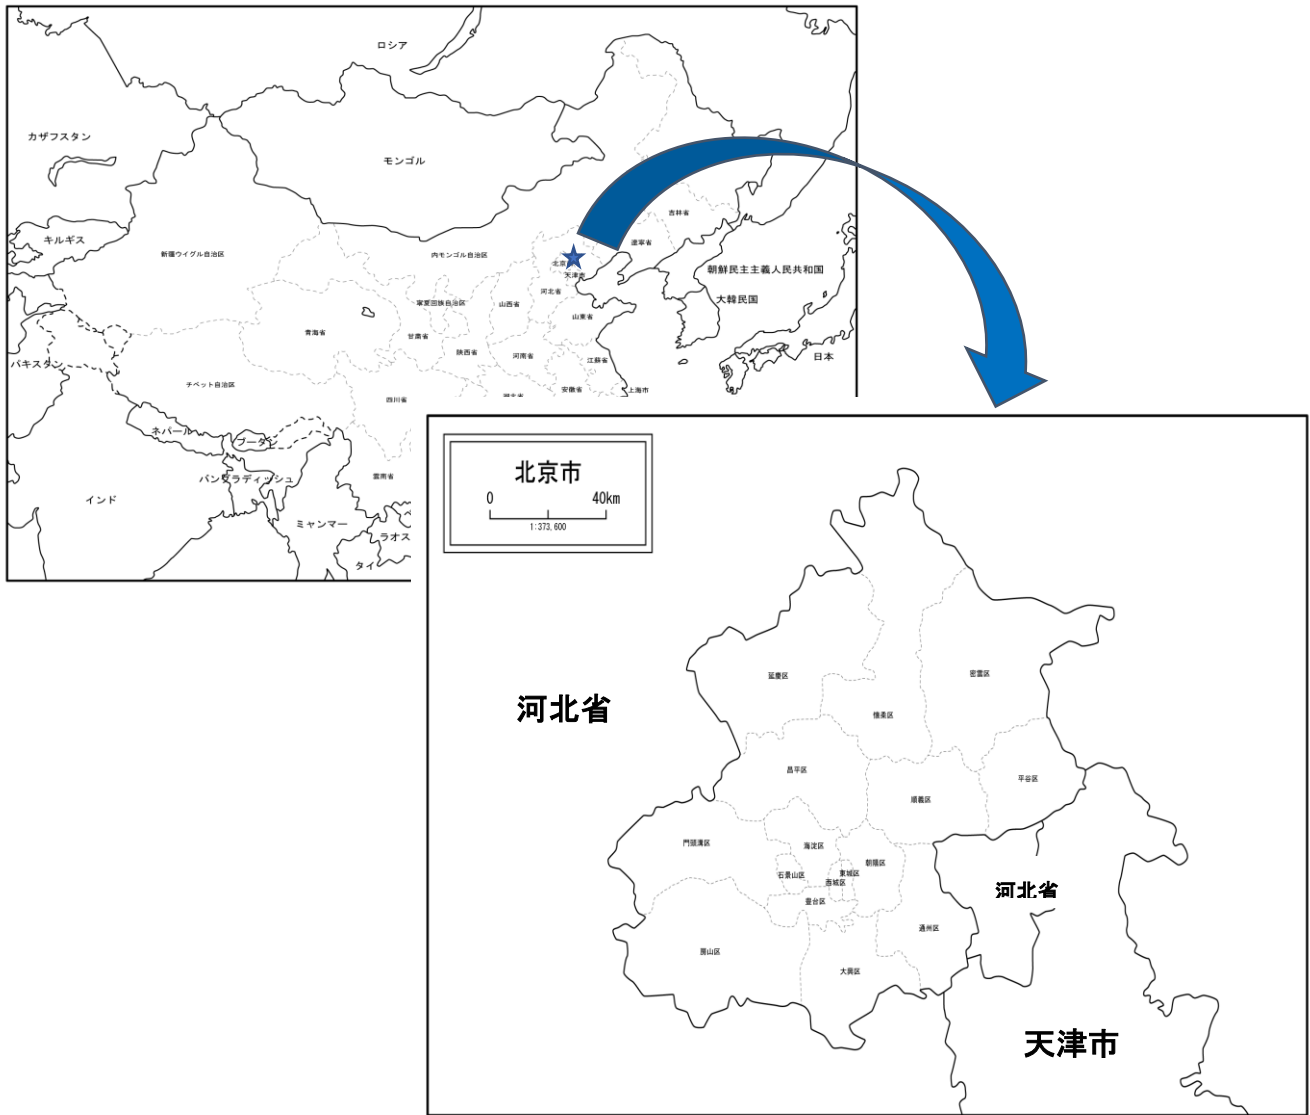 ロシア
カザフスタン
モンゴル
吉林省
キルギス
遼寧省
新疆ウイグル自治区
内モンゴル自治区
北京
天津市
朝鮮民主主義人民共和国
河北省
大韓民国
寧夏回族自治区
山西省
山東省
青海省
甘粛省
陝西省
河南省
江蘇省
日本
パキスタン
チベット自治区
安徽省
上海市
四川省
ネパール
ブータン
バングラディッシュ
雲南省
インド
ミャンマー
ラオス
タイ
北京市
0 40km
1:373,600
延慶区
密雲区
河北省
懐柔区
昌平区
平谷区
順義区
門頭溝区
海淀区
朝陽区
石景山区
東城区
西城区
河北省
豊台区
通州区
房山区
大興区
天津市